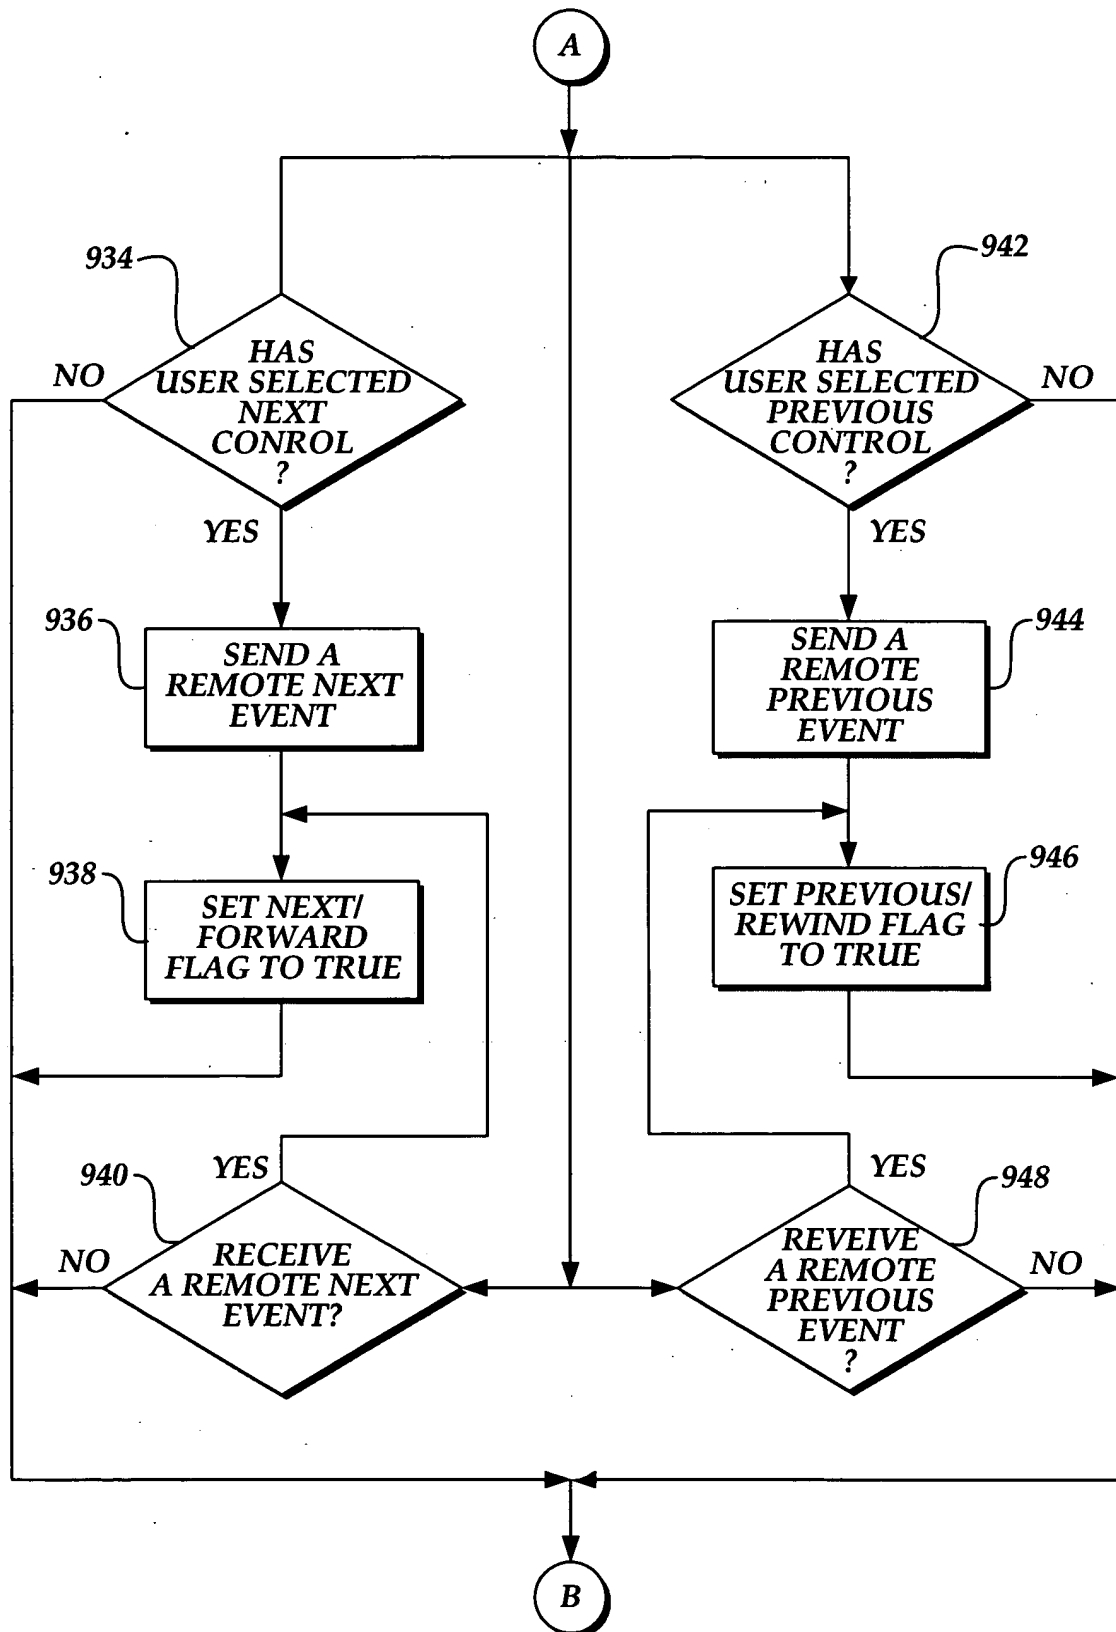 A
934
HAS
USER SELECTED
NEXT
CONROL
?
NO
YES
942
HAS
USER SELECTED
PREVIOUS
CONTROL
?
NO
YES
936
SEND A
REMOTE NEXT
EVENT
944
SEND A
REMOTE
PREVIOUS
EVENT
938
SET NEXT/
FORWARD
FLAG TO TRUE
946
SET PREVIOUS/
REWIND FLAG
TO TRUE
940
YES
NO
RECEIVE
A REMOTE NEXT
EVENT?
948
YES
NO
REVEIVE
A REMOTE
PREVIOUS
EVENT
?
B